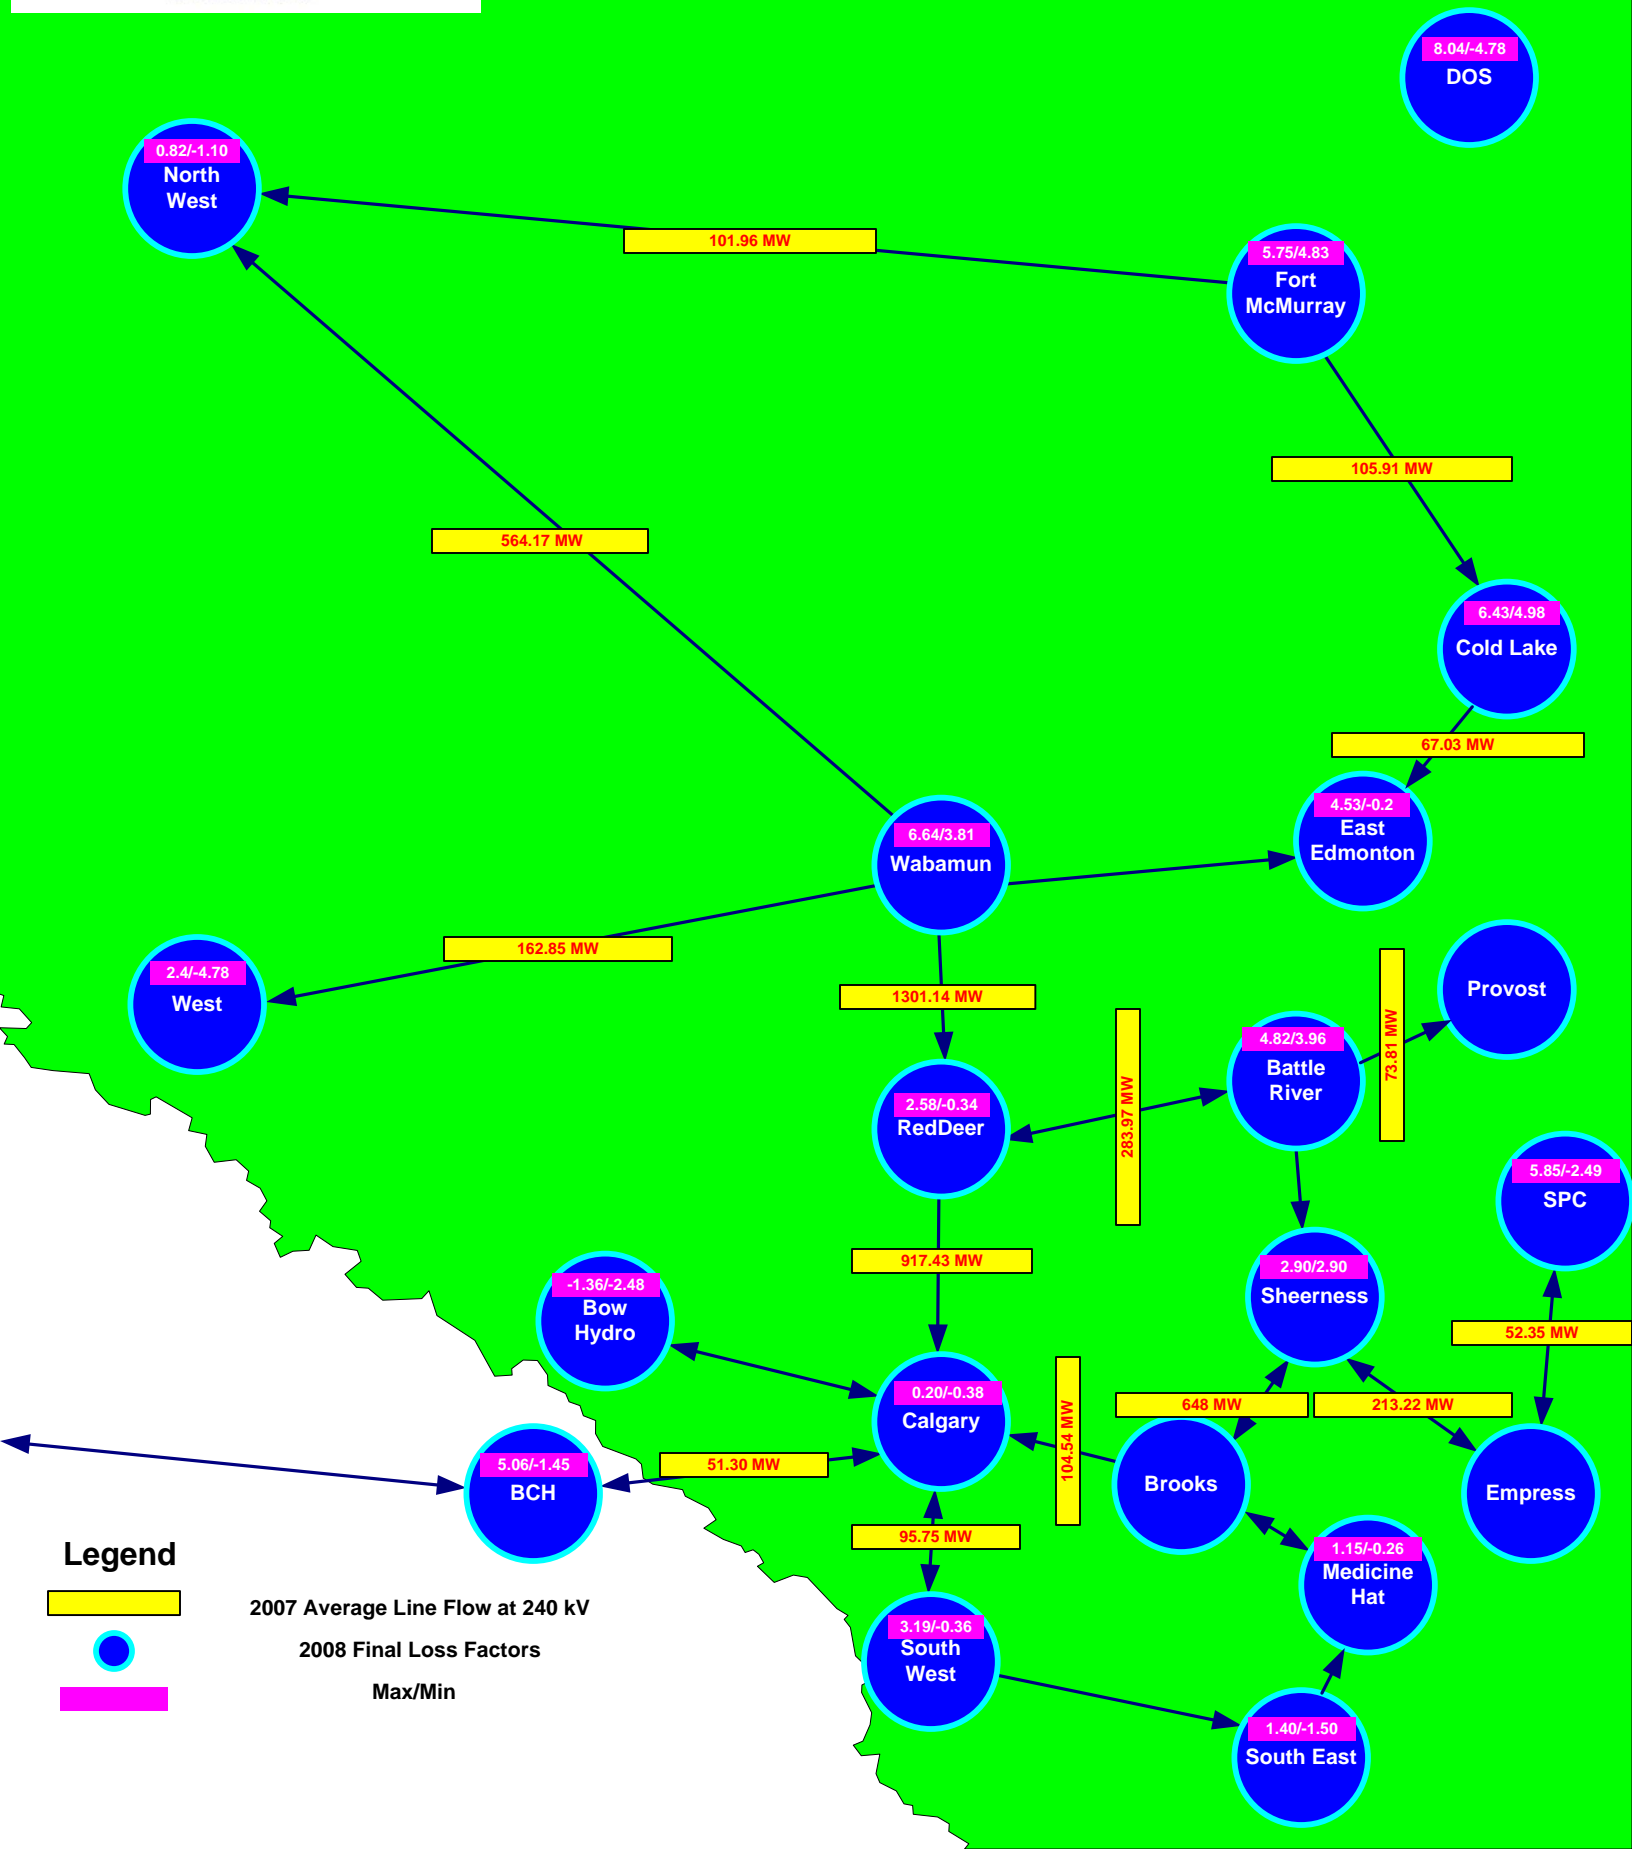 8.04/-4.78
DOS
0.82/-1.10
North
West
101.96 MW
5.75/4.83
Fort
McMurray
105.91 MW
564.17 MW
6.43/4.98
Cold Lake
67.03 MW
4.53/-0.2
East
Edmonton
6.64/3.81
Wabamun
162.85 MW
2.4/-4.78
West
1301.14 MW
Provost
73.81 MW
4.82/3.96
Battle
River
283.97 MW
2.58/-0.34
RedDeer
5.85/-2.49
SPC
917.43 MW
2.90/2.90
Sheerness
-1.36/-2.48
Bow
Hydro
52.35 MW
0.20/-0.38
Calgary
104.54 MW
648 MW
213.22 MW
5.06/-1.45
BCH
51.30 MW
Brooks
Empress
95.75 MW
1.15/-0.26
Medicine
Hat
3.19/-0.36
South
West
1.40/-1.50
South East
Legend
2007 Average Line Flow at 240 kV
2008 Final Loss Factors
Max/Min